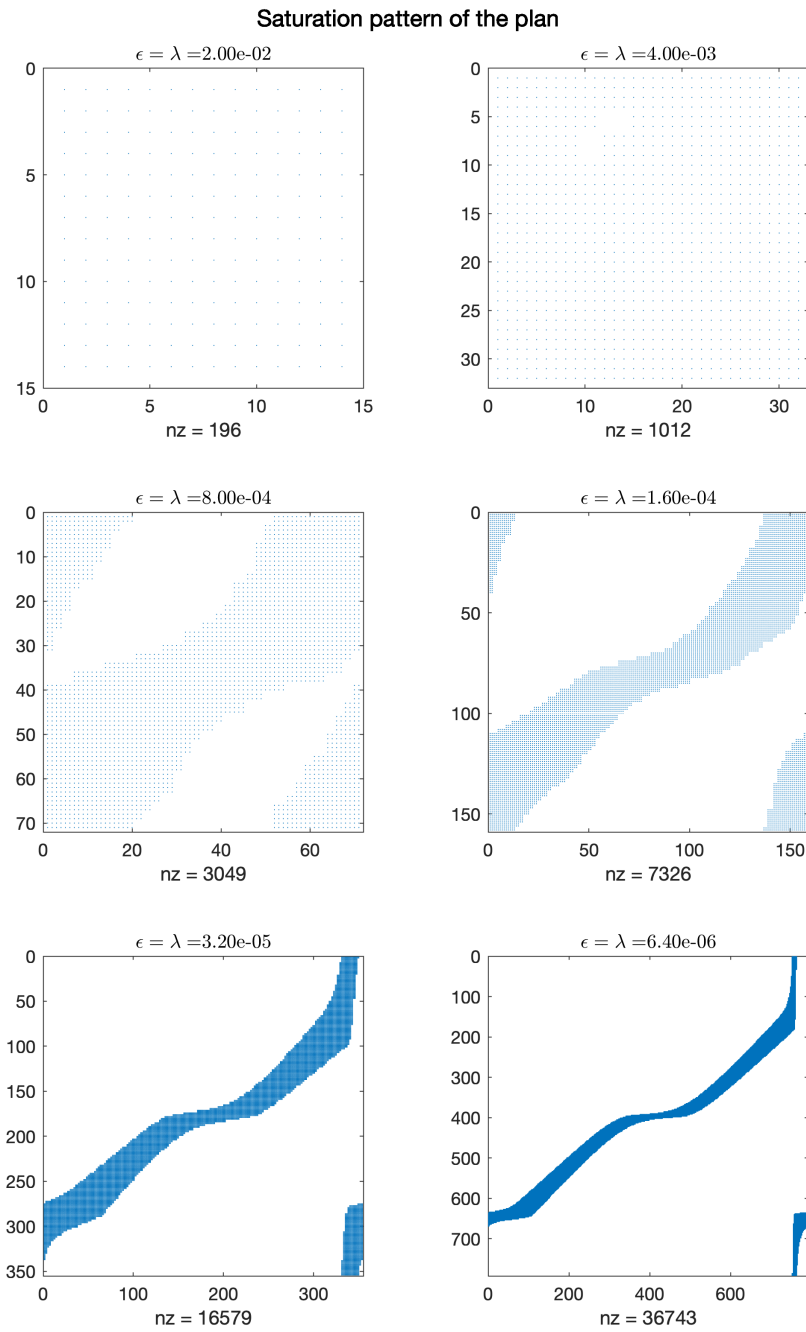 Saturation pattern of the plan
ϵ = λ =2.00e-02
0
5
10
15
0 5 10 15
nz = 196
ϵ = λ =4.00e-03
0
5
10
15
20
25
30
0 10 20 30
nz = 1012
ϵ = λ =8.00e-04
0
10
20
30
40
50
60
70
0 20 40 60
nz = 3049
ϵ = λ =1.60e-04
0
50
100
150
0 50 100 150
nz = 7326
ϵ = λ =3.20e-05
0
50
100
150
200
250
300
350
0 100 200 300
nz = 16579
ϵ = λ =6.40e-06
0
100
200
300
400
500
600
700
200 400 600
nz = 36743